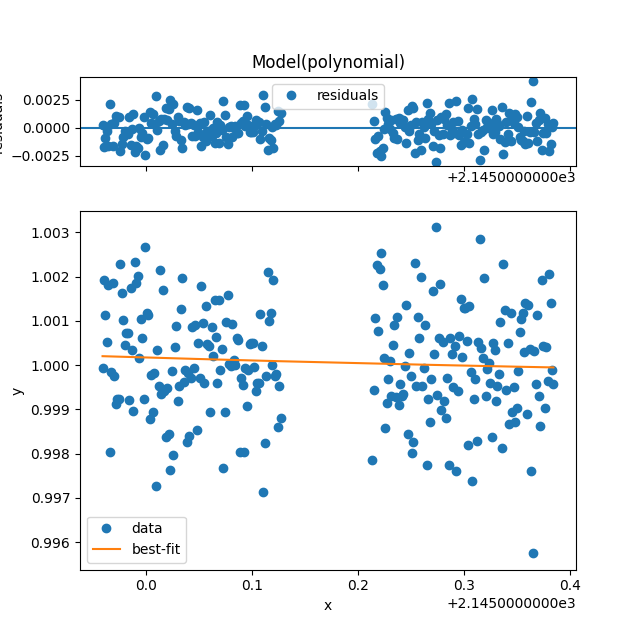 Model(polynomial)
0.0025
0.0000
−0.0025
residuals
+2.1450000000e3
1.003
1.002
1.001
1.000
0.999
0.998
0.997
0.996
y
data
best-fit
0.0
0.1
0.2
0.3
0.4
x
+2.1450000000e3